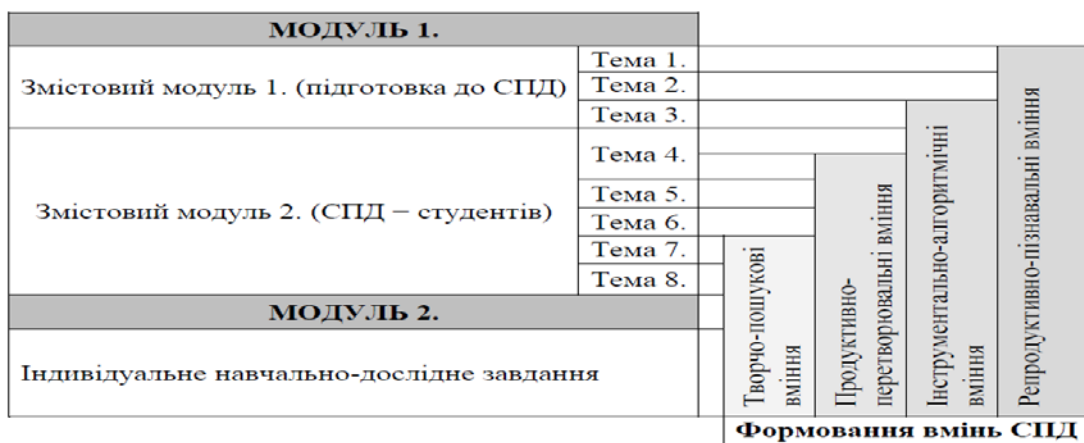 МОДУЛЬ 1.
Змістовий модуль 1. (підготовка до СПД)
Тема 1.
Тема 2.
Тема 3.
Змістовий модуль 2. (СПД – студентів)
Тема 4.
Тема 5.
Тема 6.
Тема 7.
Тема 8.
МОДУЛЬ 2.
Індивідуальне навчально-дослідне завдання
Творчо-пошукові
вміння
Продуктивно-
перетворювальні вміння
Інструментально-алгоритмічні
вміння
Репродуктивно-пізнавальні вміння
Формовання вмінь СПД